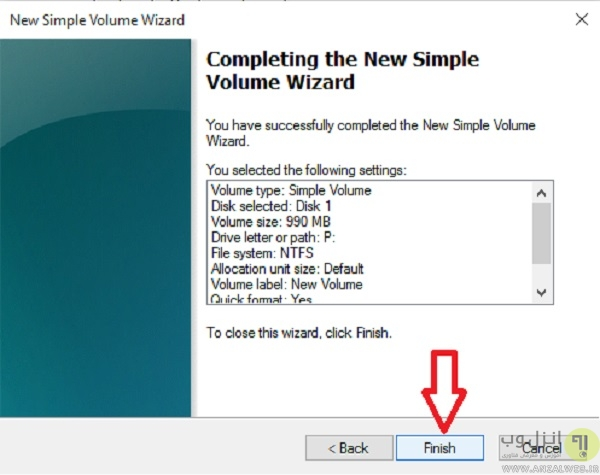 New Simple Volume Wizard
Completing the New Simple
Volume Wizard
You have successfully completed the New Simple Volume
Wizard.
You selected the following settings:
Volume type: Simple Volume
Disk selected: Disk 1
Volume size: 990 MB
Drive letter or path: P:
File system: NTFS
Allocation unit size: Default
Volume label: New Volume
Quick format: Yes
To close this wizard, click Finish.
< Back
Finish
Cancel
انزل وب
WWW.ANZALWEB.IR